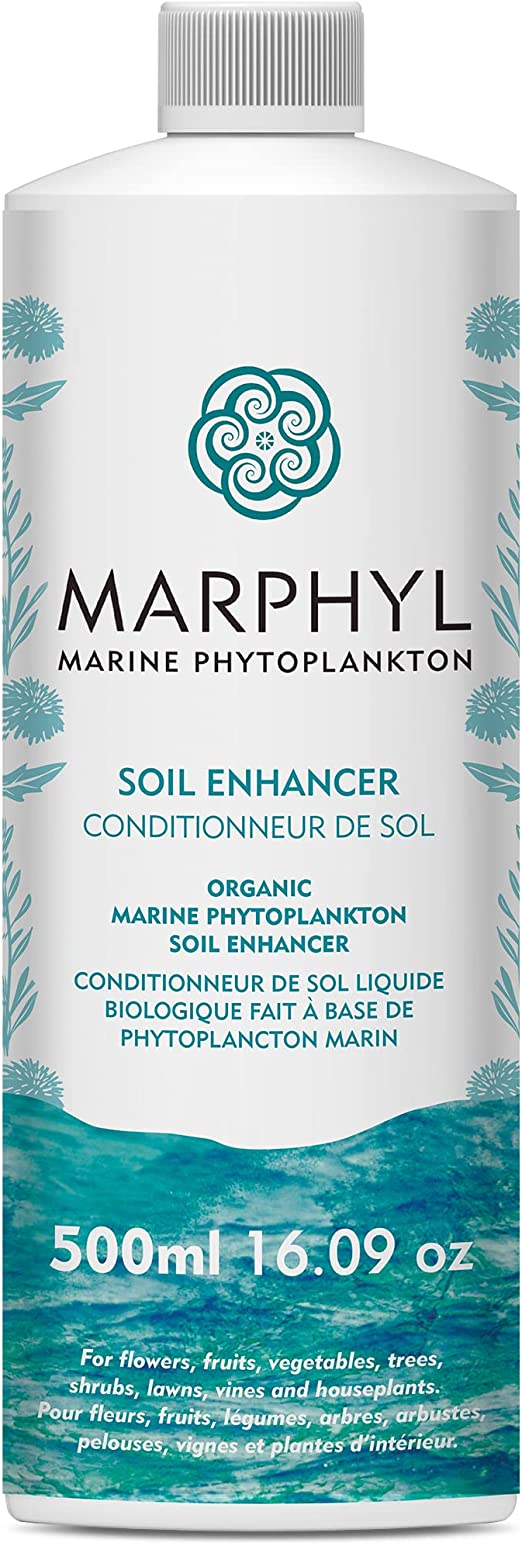 MARPHYL
MARINE PHYTOPLANKTON
SOIL ENHANCER
CONDITIONNEUR DE SOL
ORGANIC
MARINE PHYTOPLANKTON
SOIL ENHANCER
CONDITIONNEUR DE SOL LIQUIDE
BIOLOGIQUE FAIT À BASE DE
PHYTOPLANCTON MARIN
500ml 16.09 oz
For flowers, fruits, vegetables, trees,
shrubs, lawns, vines and houseplants.
Pour fleurs, fruits, légumes, arbres, arbustes,
pelouses, vignes et plantes d'intérieur.